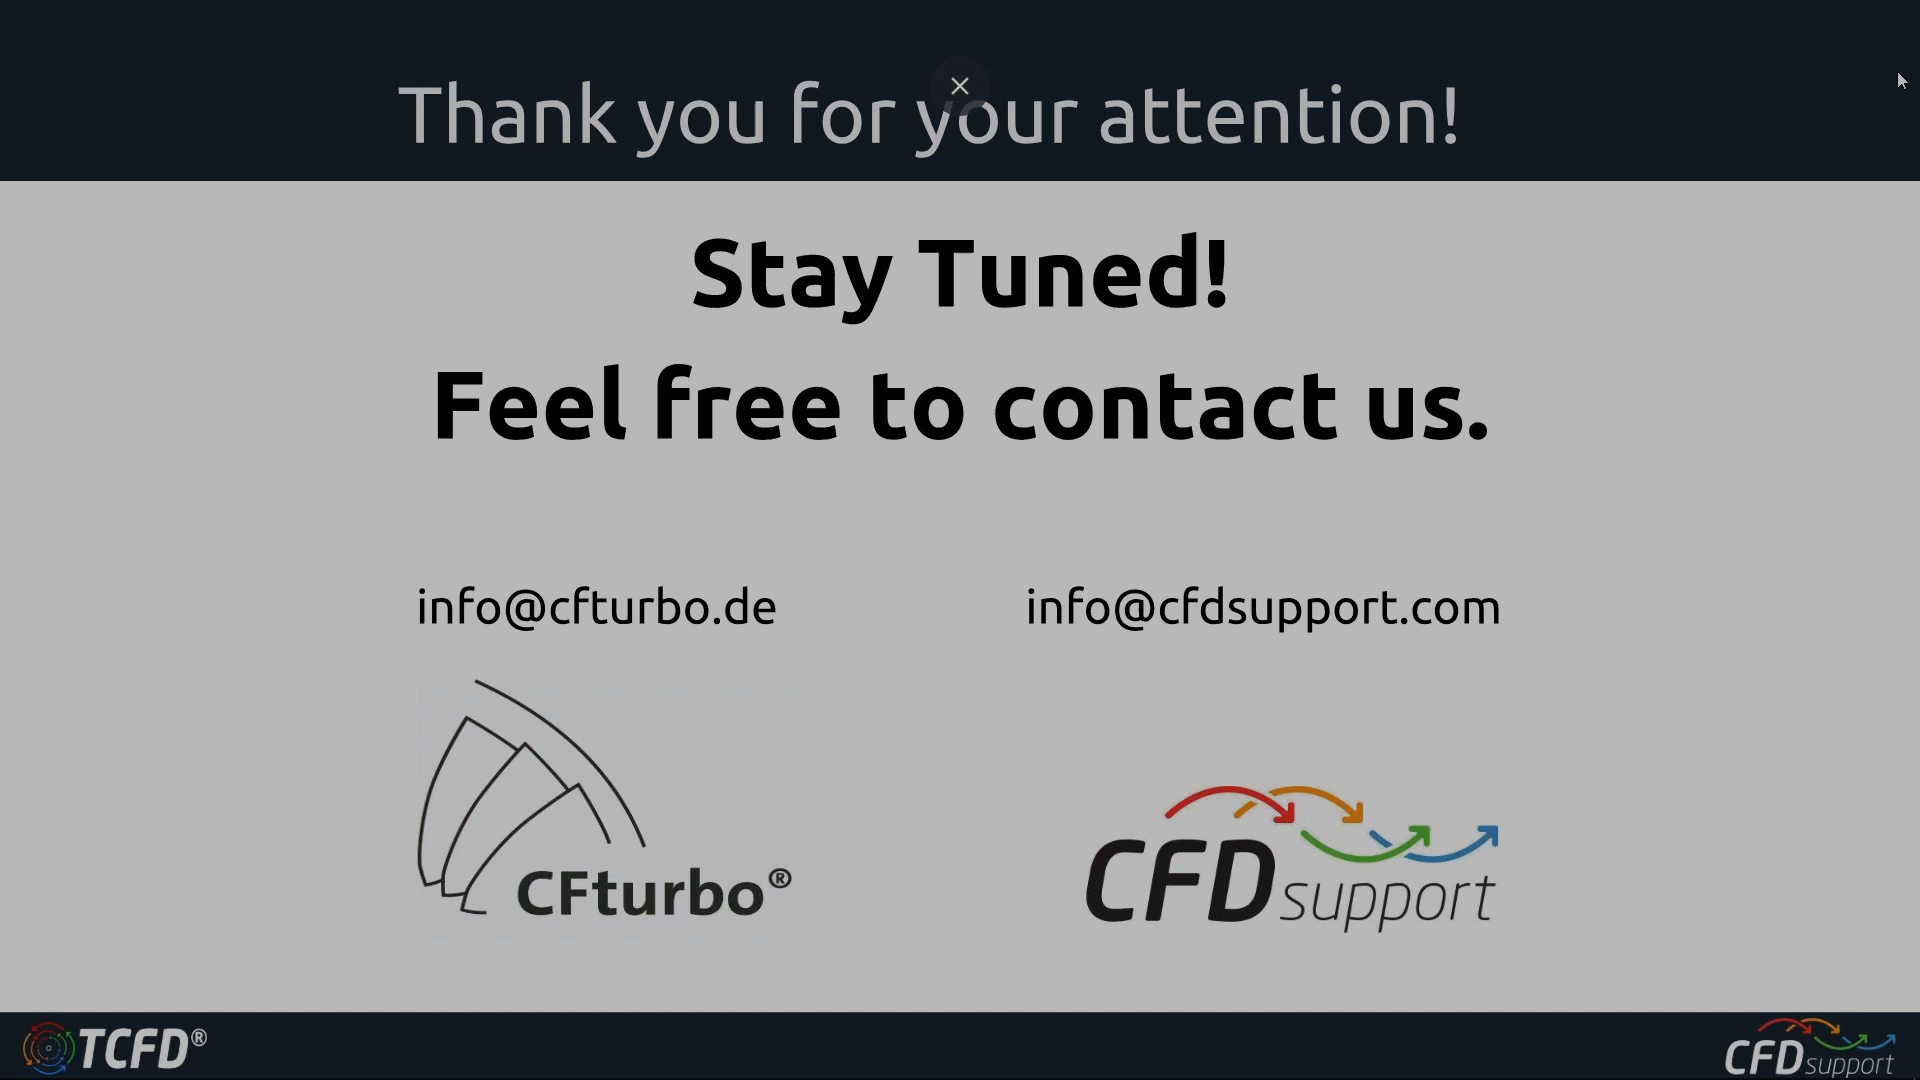 Thank you for your attention!
Stay Tuned!
Feel free to contact us.
info@cfturbo.de
info@cfdsupport.com
CFturbo®
CFDsupport
TCFD®
CFDsupport